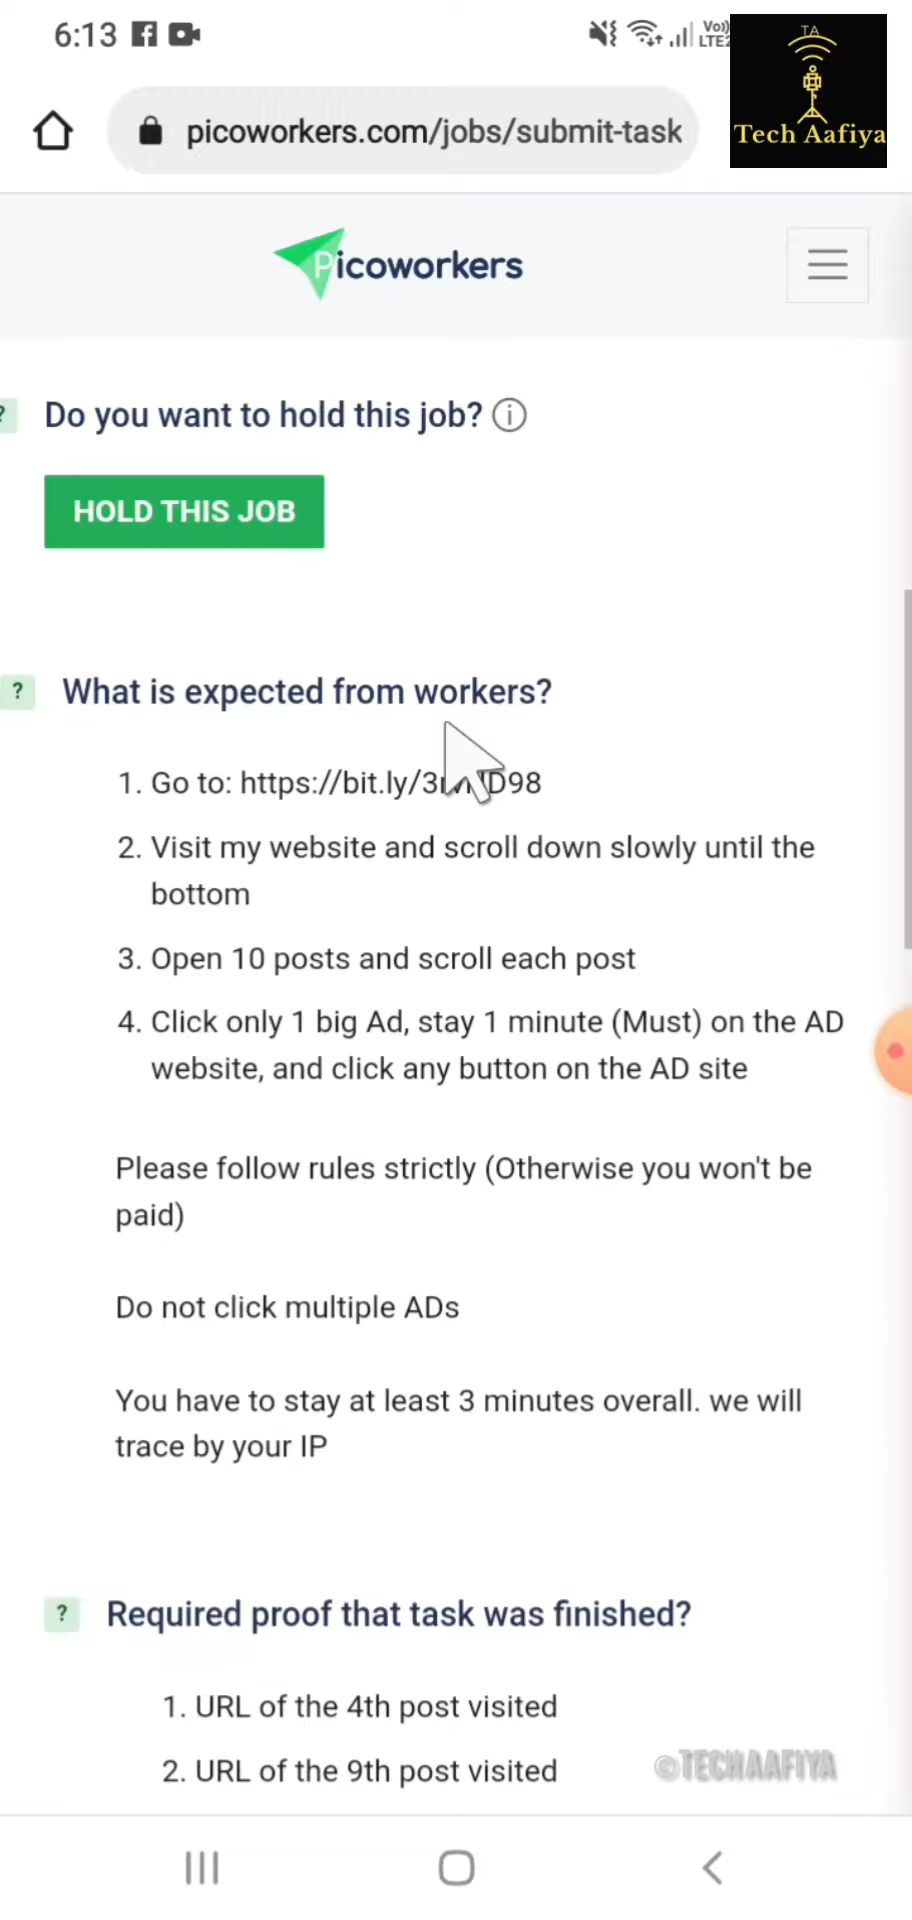 6:13
Vo))
LTE2
TA
Tech Aafiya
picoworkers.com/jobs/submit-task
Picoworkers
? Do you want to hold this job? i
HOLD THIS JOB
? What is expected from workers?
1. Go to:
2. Visit my website and scroll down slowly until the
bottom
3. Open 10 posts and scroll each post
4. Click only 1 big Ad, stay 1 minute (Must) on the AD
website, and click any button on the AD site
Please follow rules strictly (Otherwise you won't be
paid)
Do not click multiple ADs
You have to stay at least 3 minutes overall. we will
trace by your IP
? Required proof that task was finished?
1. URL of the 4th post visited
2. URL of the 9th post visited
©TECHAAFIYA